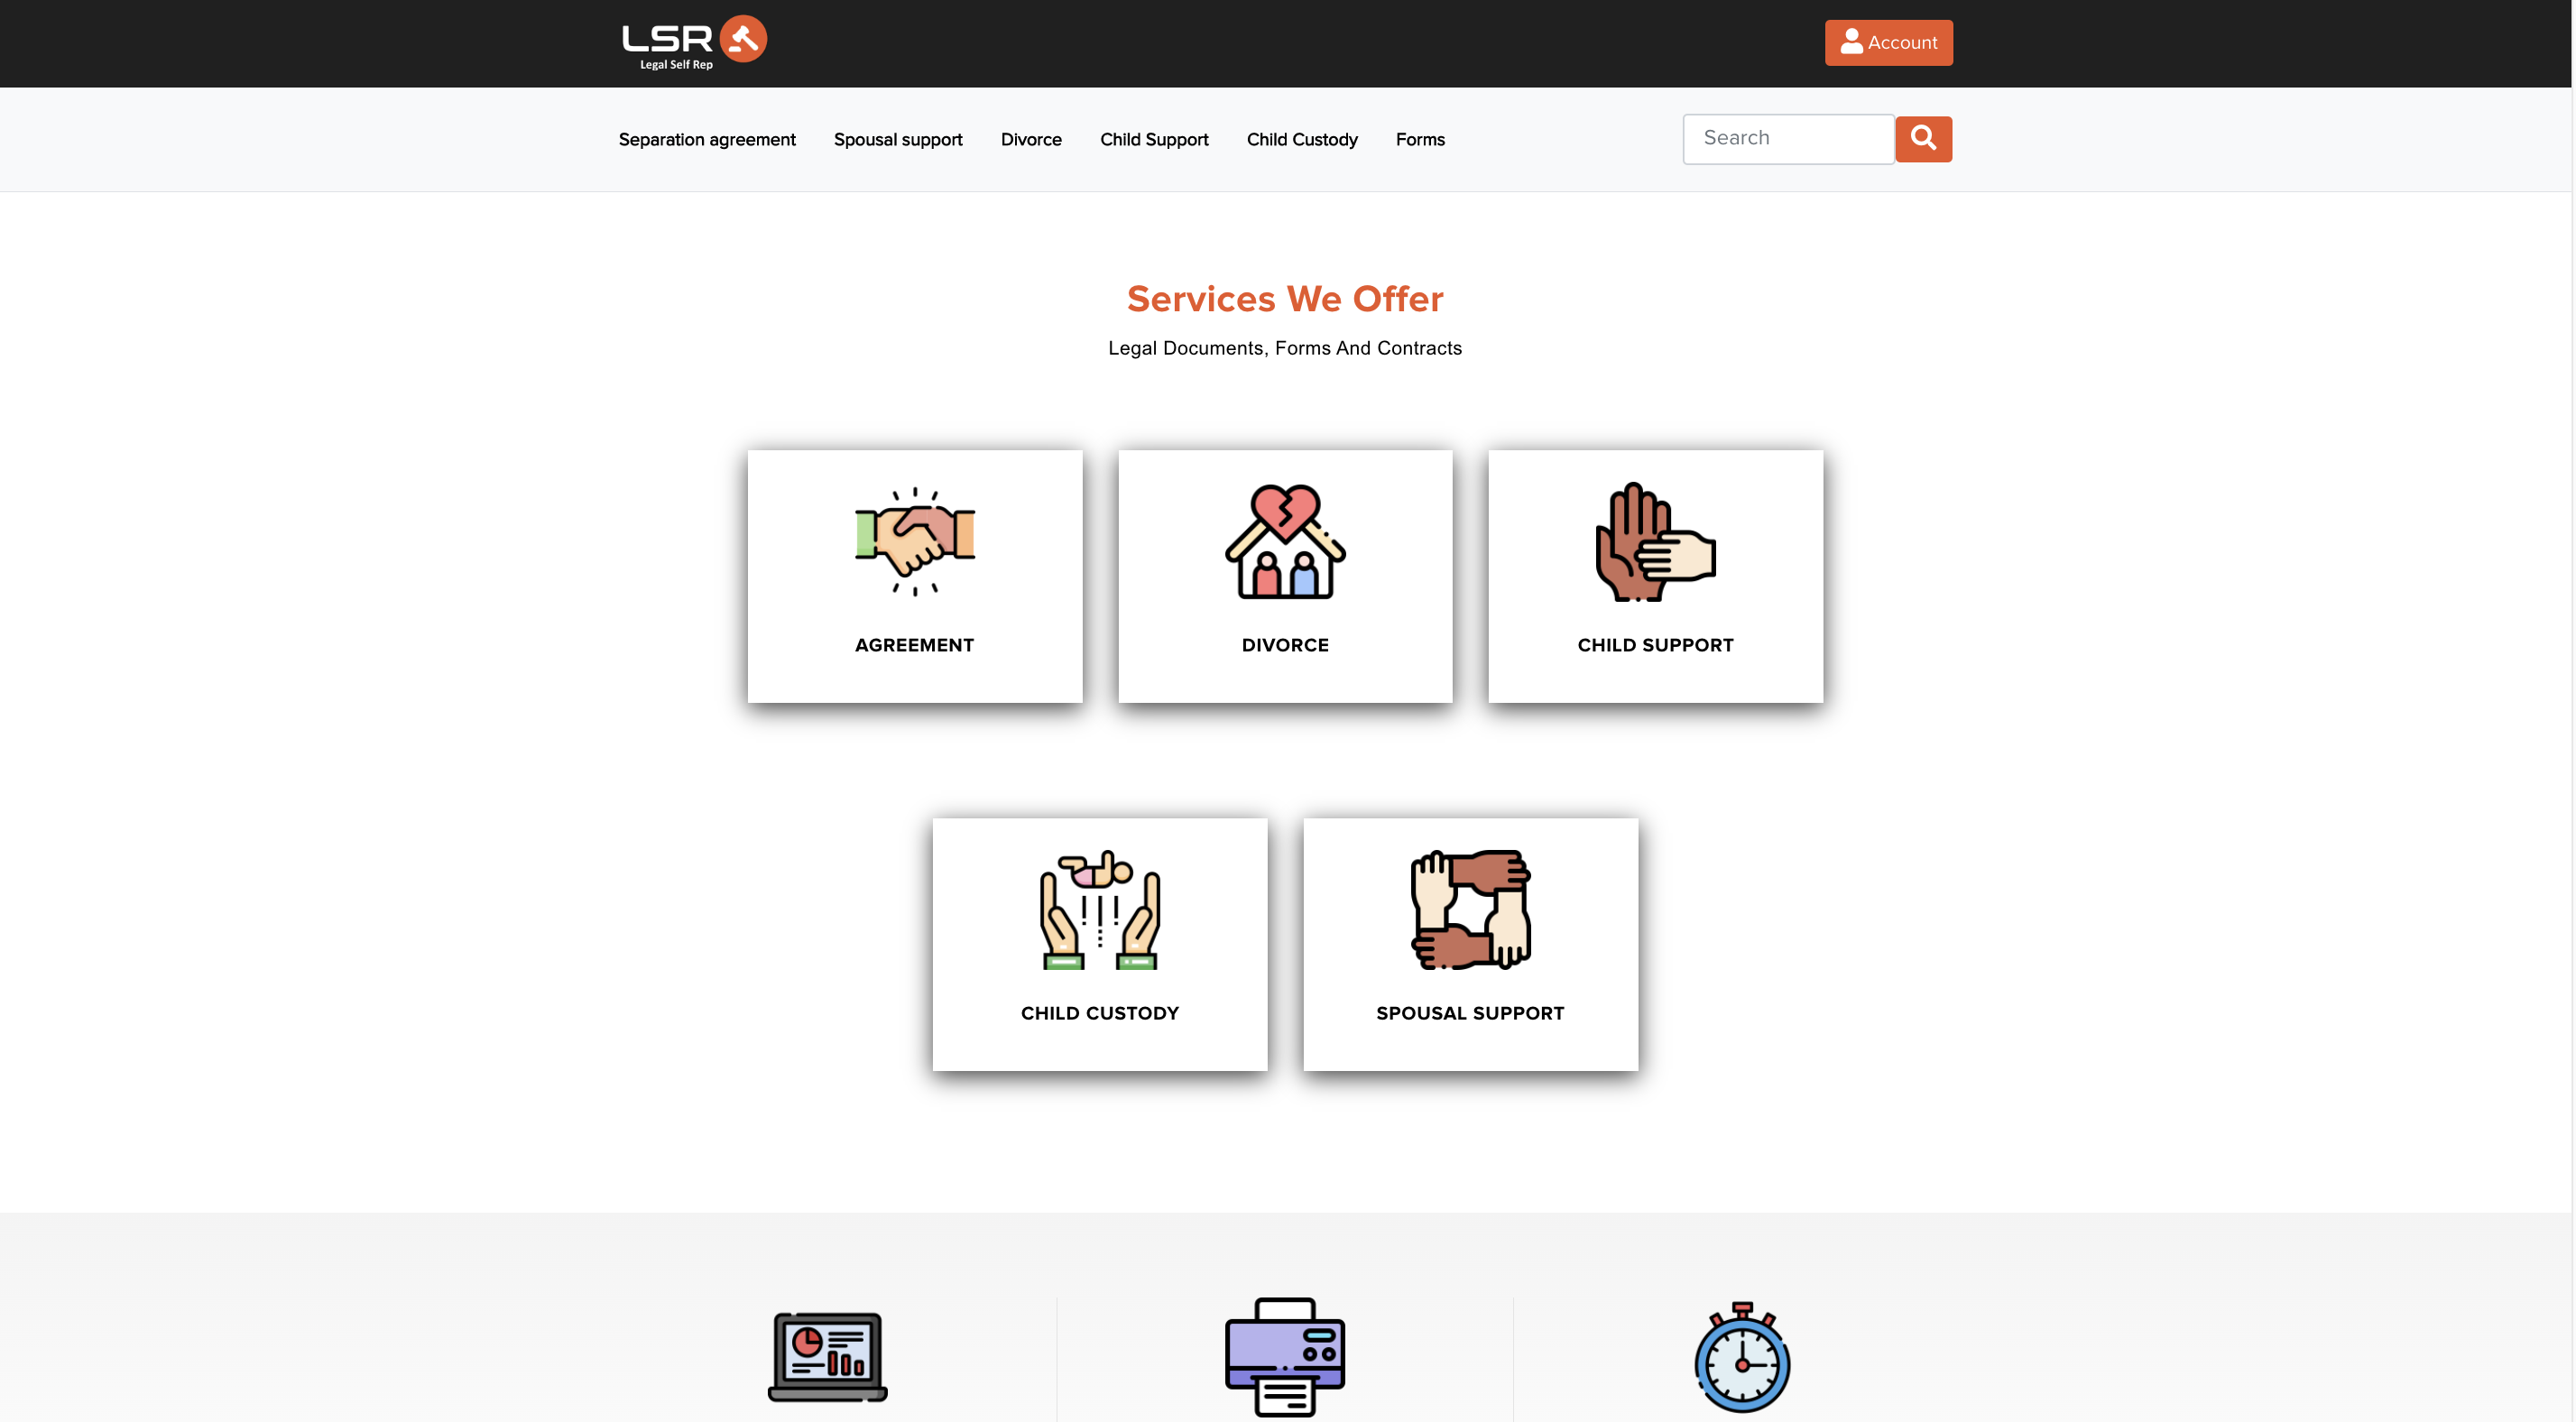 LSR
Legal Self Rep
Account
Separation agreement Spousal support Divorce Child Support Child Custody Forms
Search
Services We Offer
Legal Documents, Forms And Contracts
AGREEMENT
DIVORCE
CHILD SUPPORT
CHILD CUSTODY
SPOUSAL SUPPORT